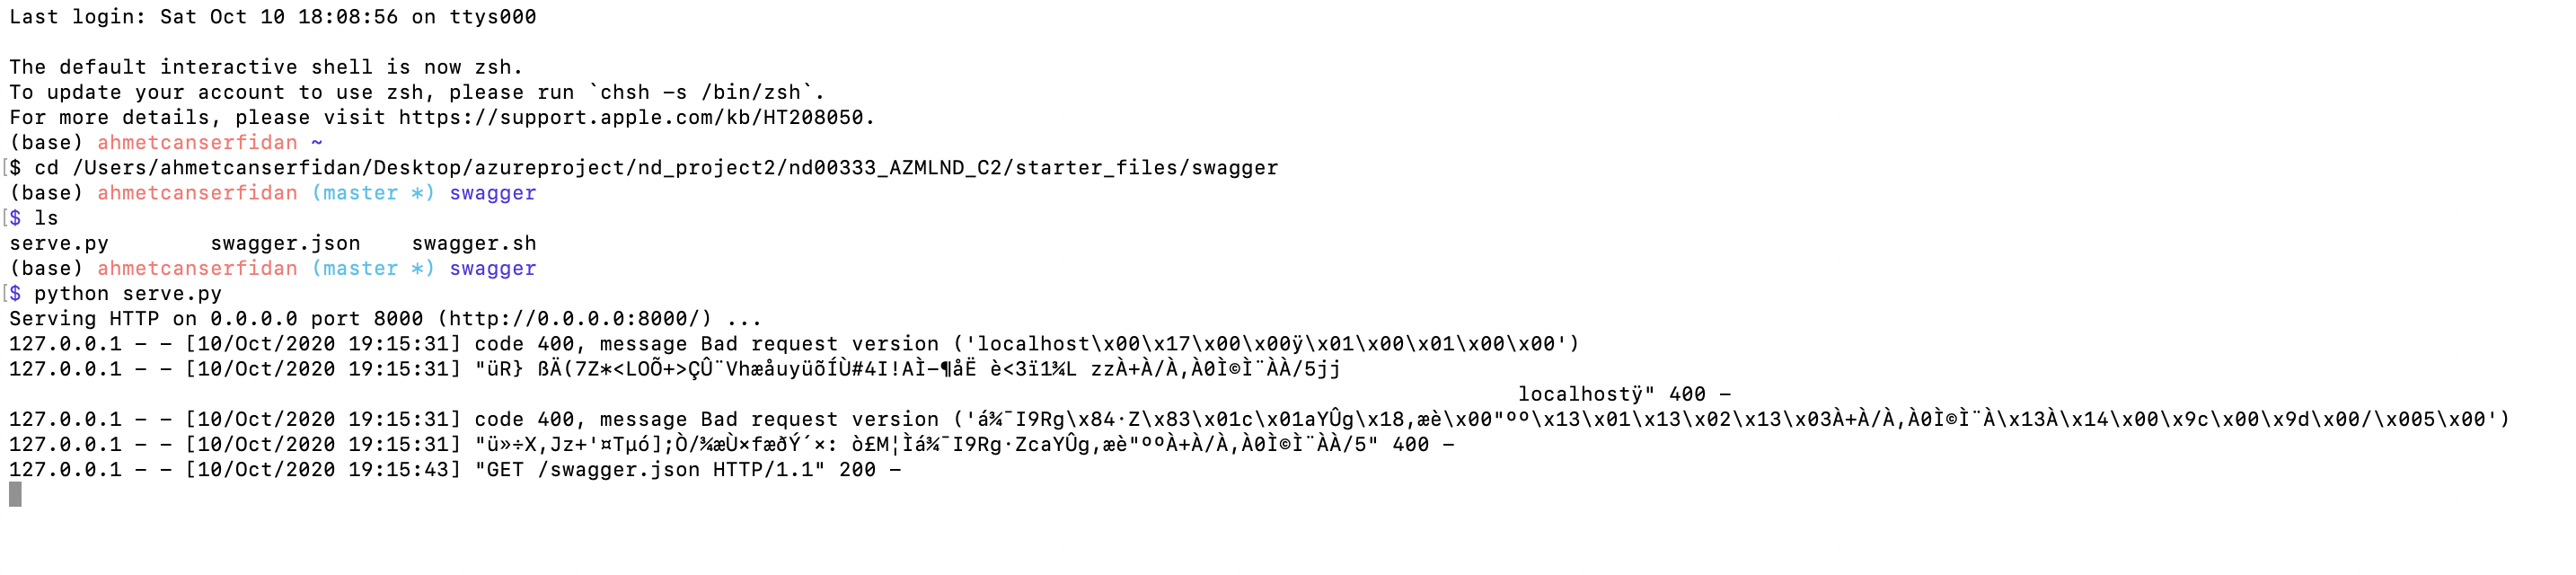 Last login: Sat Oct 10 18:08:56 on ttys000
The default interactive shell is now zsh.
To update your account to use zsh, please run `chsh -s /bin/zsh`.
For more details, please visit https://support.apple.com/kb/HT208050.
(base) ahmetcanserfidan ~
[$ cd /Users/ahmetcanserfidan/Desktop/azureproject/nd_project2/nd00333_AZMLND_C2/starter_files/swagger
(base) ahmetcanserfidan (master *) swagger
[$ ls
serve.py        swagger.json    swagger.sh
(base) ahmetcanserfidan (master *) swagger
[$ python serve.py
Serving HTTP on 0.0.0.0 port 8000 (http://0.0.0.0:8000/) ...
127.0.0.1 - - [10/Oct/2020 19:15:31] code 400, message Bad request version ('localhost\x00\x17\x00\x00ÿ\x01\x00\x01\x00\x00')
127.0.0.1 - - [10/Oct/2020 19:15:31] "üR} ßÄ(7Z*<LOÕ+>ÇÛ¨VhæåuyüõÍÙ#4I!AÌ-¶åË è<3ï1¾L zzÀ+À/À,À0Ì©Ì¨ÀÀ/5jj
localhostÿ" 400 -
127.0.0.1 - - [10/Oct/2020 19:15:31] code 400, message Bad request version ('á¾¯I9Rg\x84·Z\x83\x01c\x01aYÛg\x18,æè\x00"ºº\x13\x01\x13\x02\x13\x03À+À/À,À0Ì©Ì¨À\x13À\x14\x00\x9c\x00\x9d\x00/\x005\x00')
127.0.0.1 - - [10/Oct/2020 19:15:31] "ü»÷X,Jz+'¤Tµó];Ò/¾æÙ×fæðÝ´×: ò£M¦Ìá¾¯I9Rg·ZcaYÛg,æè"ººÀ+À/À,À0Ì©Ì¨ÀÀ/5" 400 -
127.0.0.1 - - [10/Oct/2020 19:15:43] "GET /swagger.json HTTP/1.1" 200 -